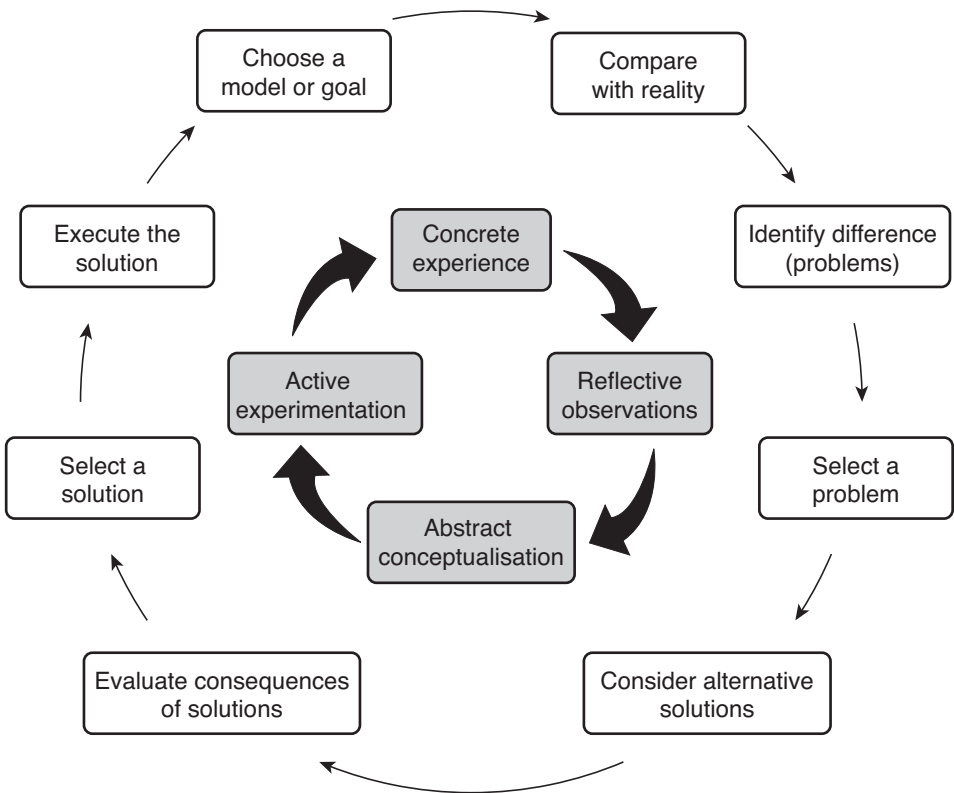 Choose a
model or goal
Compare
with reality
Identify difference
(problems)
Select a
problem
Consider alternative
solutions
Evaluate consequences
of solutions
Select a
solution
Execute the
solution
Concrete
experience
Reflective
observations
Abstract
conceptualisation
Active
experimentation